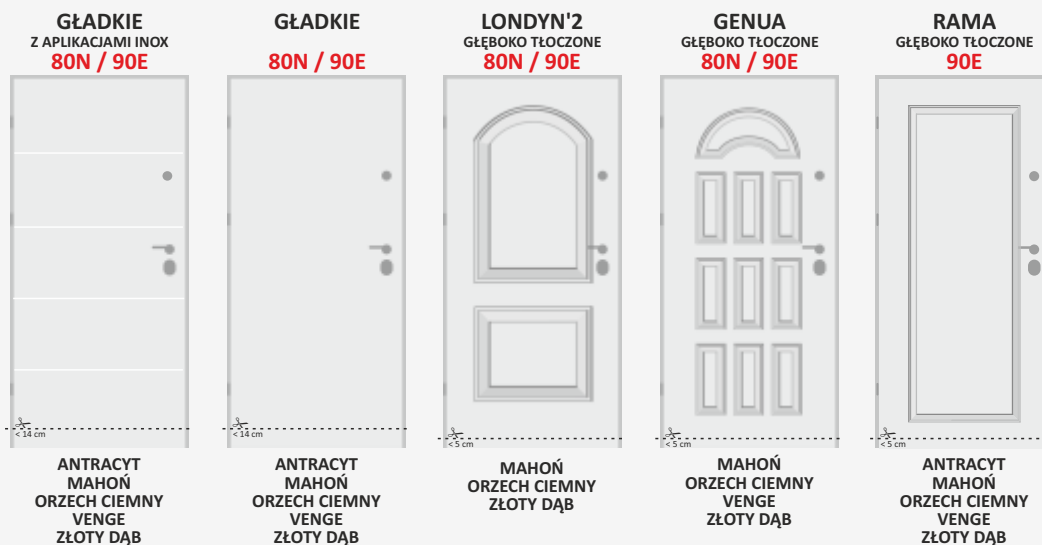 GŁADKIE
Z APLIKACJAMI INOX
80N / 90E
< 14 cm
ANTRACYT
MAHOŃ
ORZECH CIEMNY
VENGE
ZŁOTY DĄB
GŁADKIE
80N / 90E
< 14 cm
ANTRACYT
MAHOŃ
ORZECH CIEMNY
VENGE
ZŁOTY DĄB
LONDYN'2
GŁĘBOKO TŁOCZONE
80N / 90E
< 5 cm
MAHOŃ
ORZECH CIEMNY
ZŁOTY DĄB
GENUA
GŁĘBOKO TŁOCZONE
80N / 90E
< 5 cm
MAHOŃ
ORZECH CIEMNY
VENGE
ZŁOTY DĄB
RAMA
GŁĘBOKO TŁOCZONE
90E
< 5 cm
ANTRACYT
MAHOŃ
ORZECH CIEMNY
VENGE
ZŁOTY DĄB